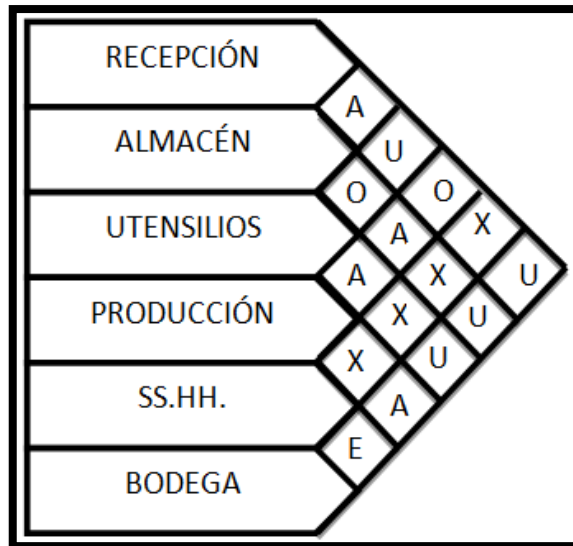 RECEPCIÓN
A
ALMACÉN
U
O
O
UTENSILIOS
A
X
A
X
U
PRODUCCIÓN
X
U
X
U
SS.HH.
A
E
BODEGA